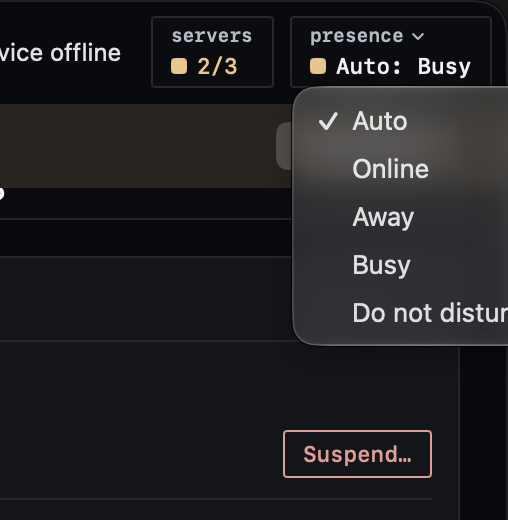 vice offline
servers
2/3
presence
Auto: Busy
Auto
Online
Away
Busy
Do not distur
Suspend…